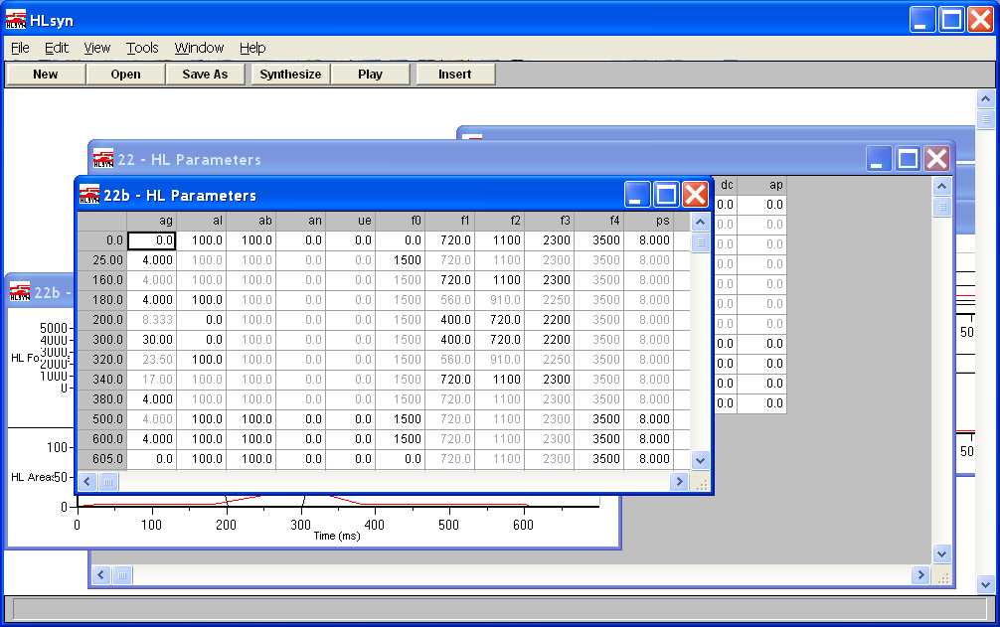 HLsyn
File Edit View Tools Window Help
New Open Save As Synthesize Play Insert
22 - HL Parameters
dc ap
0.0 0.0
0.0 0.0
0.0 0.0
0.0 0.0
0.0 0.0
0.0 0.0
0.0 0.0
0.0 0.0
0.0 0.0
0.0 0.0
0.0 0.0
22b - HL Parameters
ag al ab an ue f0 f1 f2 f3 f4 ps
0.0 0.0 100.0 100.0 0.0 0.0 0.0 720.0 1100 2300 3500 8.000
25.00 4.000 100.0 100.0 0.0 0.0 1500 720.0 1100 2300 3500 8.000
160.0 4.000 100.0 100.0 0.0 0.0 1500 720.0 1100 2300 3500 8.000
180.0 4.000 100.0 100.0 0.0 0.0 1500 560.0 910.0 2250 3500 8.000
200.0 8.333 0.0 100.0 0.0 0.0 1500 400.0 720.0 2200 3500 8.000
300.0 30.00 0.0 100.0 0.0 0.0 1500 400.0 720.0 2200 3500 8.000
320.0 23.50 100.0 100.0 0.0 0.0 1500 560.0 910.0 2250 3500 8.000
340.0 17.00 100.0 100.0 0.0 0.0 1500 720.0 1100 2300 3500 8.000
380.0 4.000 100.0 100.0 0.0 0.0 1500 720.0 1100 2300 3500 8.000
500.0 4.000 100.0 100.0 0.0 0.0 1500 720.0 1100 2300 3500 8.000
600.0 4.000 100.0 100.0 0.0 0.0 1500 720.0 1100 2300 3500 8.000
605.0 0.0 100.0 100.0 0.0 0.0 0.0 720.0 1100 2300 3500 8.000
22b -
5000
4000
3000
HL Fo
2000
1000
0
100
HL Areas 50
0
0 100 200 300 400 500 600
Time (ms)
50
50